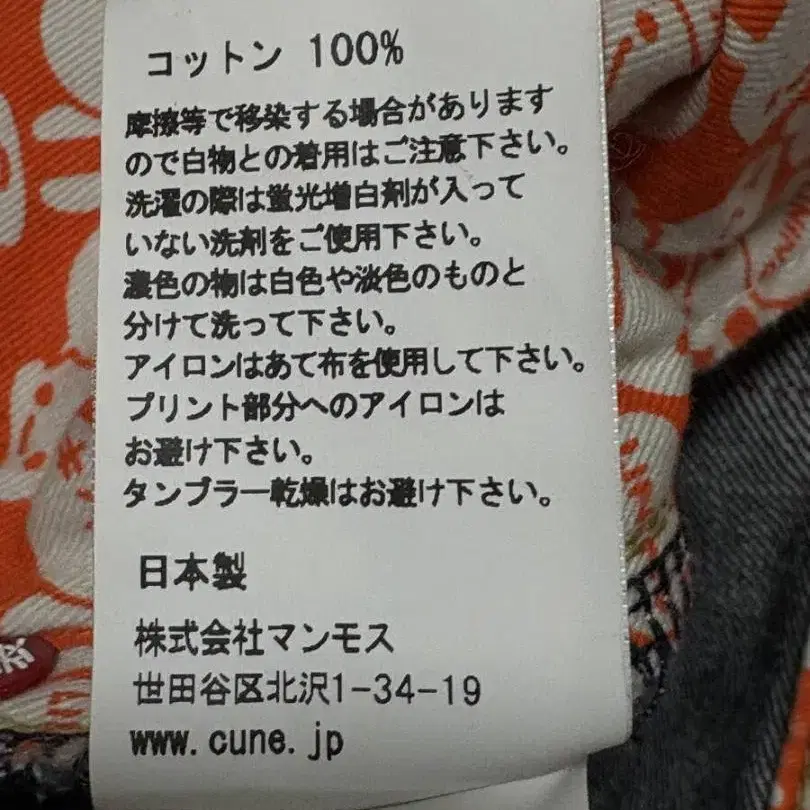 コットン 100%
摩擦等で移染する場合があります
ので白物との着用はご注意下さい。
洗濯の際は蛍光増白剤が入って
いない洗剤をご使用下さい。
濃色の物は白色や淡色のものと
分けて洗って下さい。
アイロンはあて布を使用して下さい。
プリント部分へのアイロンは
お避け下さい。
タンブラー乾燥はお避け下さい。
日本製
株式会社マンモス
世田谷区北沢1-34-19
www.cune.jp